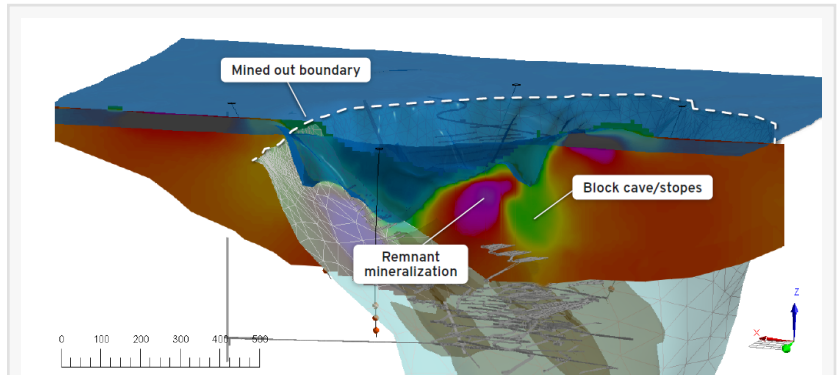 Mined out boundary
Block cave/stopes
Remnant
mineralization
Z
X
0 100 200 300 400 500